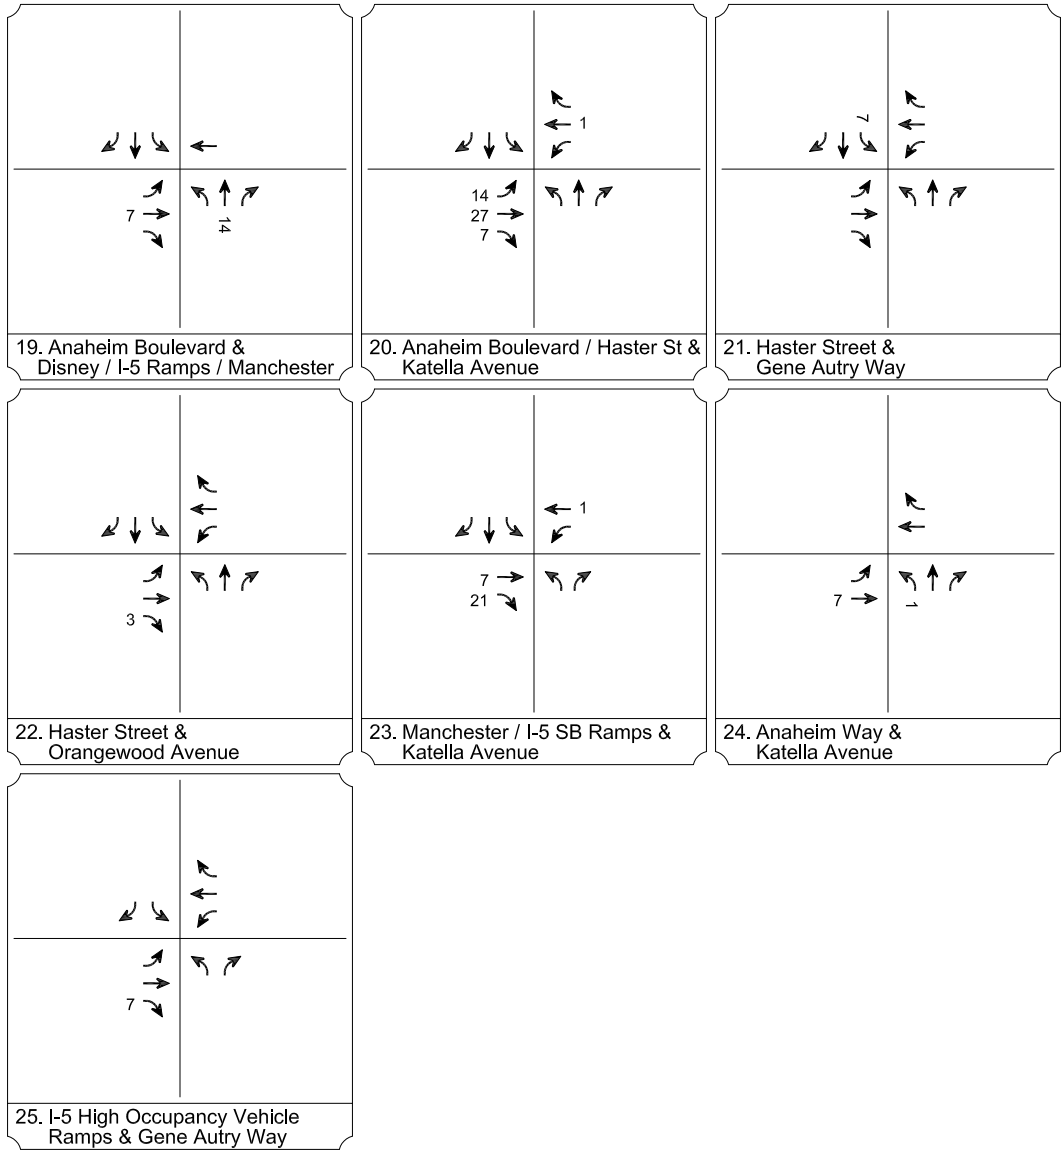 7
14
19. Anaheim Boulevard &
Disney / I-5 Ramps / Manchester
1
14
27
7
20. Anaheim Boulevard / Haster St &
Katella Avenue
7
21. Haster Street &
Gene Autry Way
3
22. Haster Street &
Orangewood Avenue
1
7
21
23. Manchester / I-5 SB Ramps &
Katella Avenue
7
1
24. Anaheim Way &
Katella Avenue
7
25. I-5 High Occupancy Vehicle
Ramps & Gene Autry Way